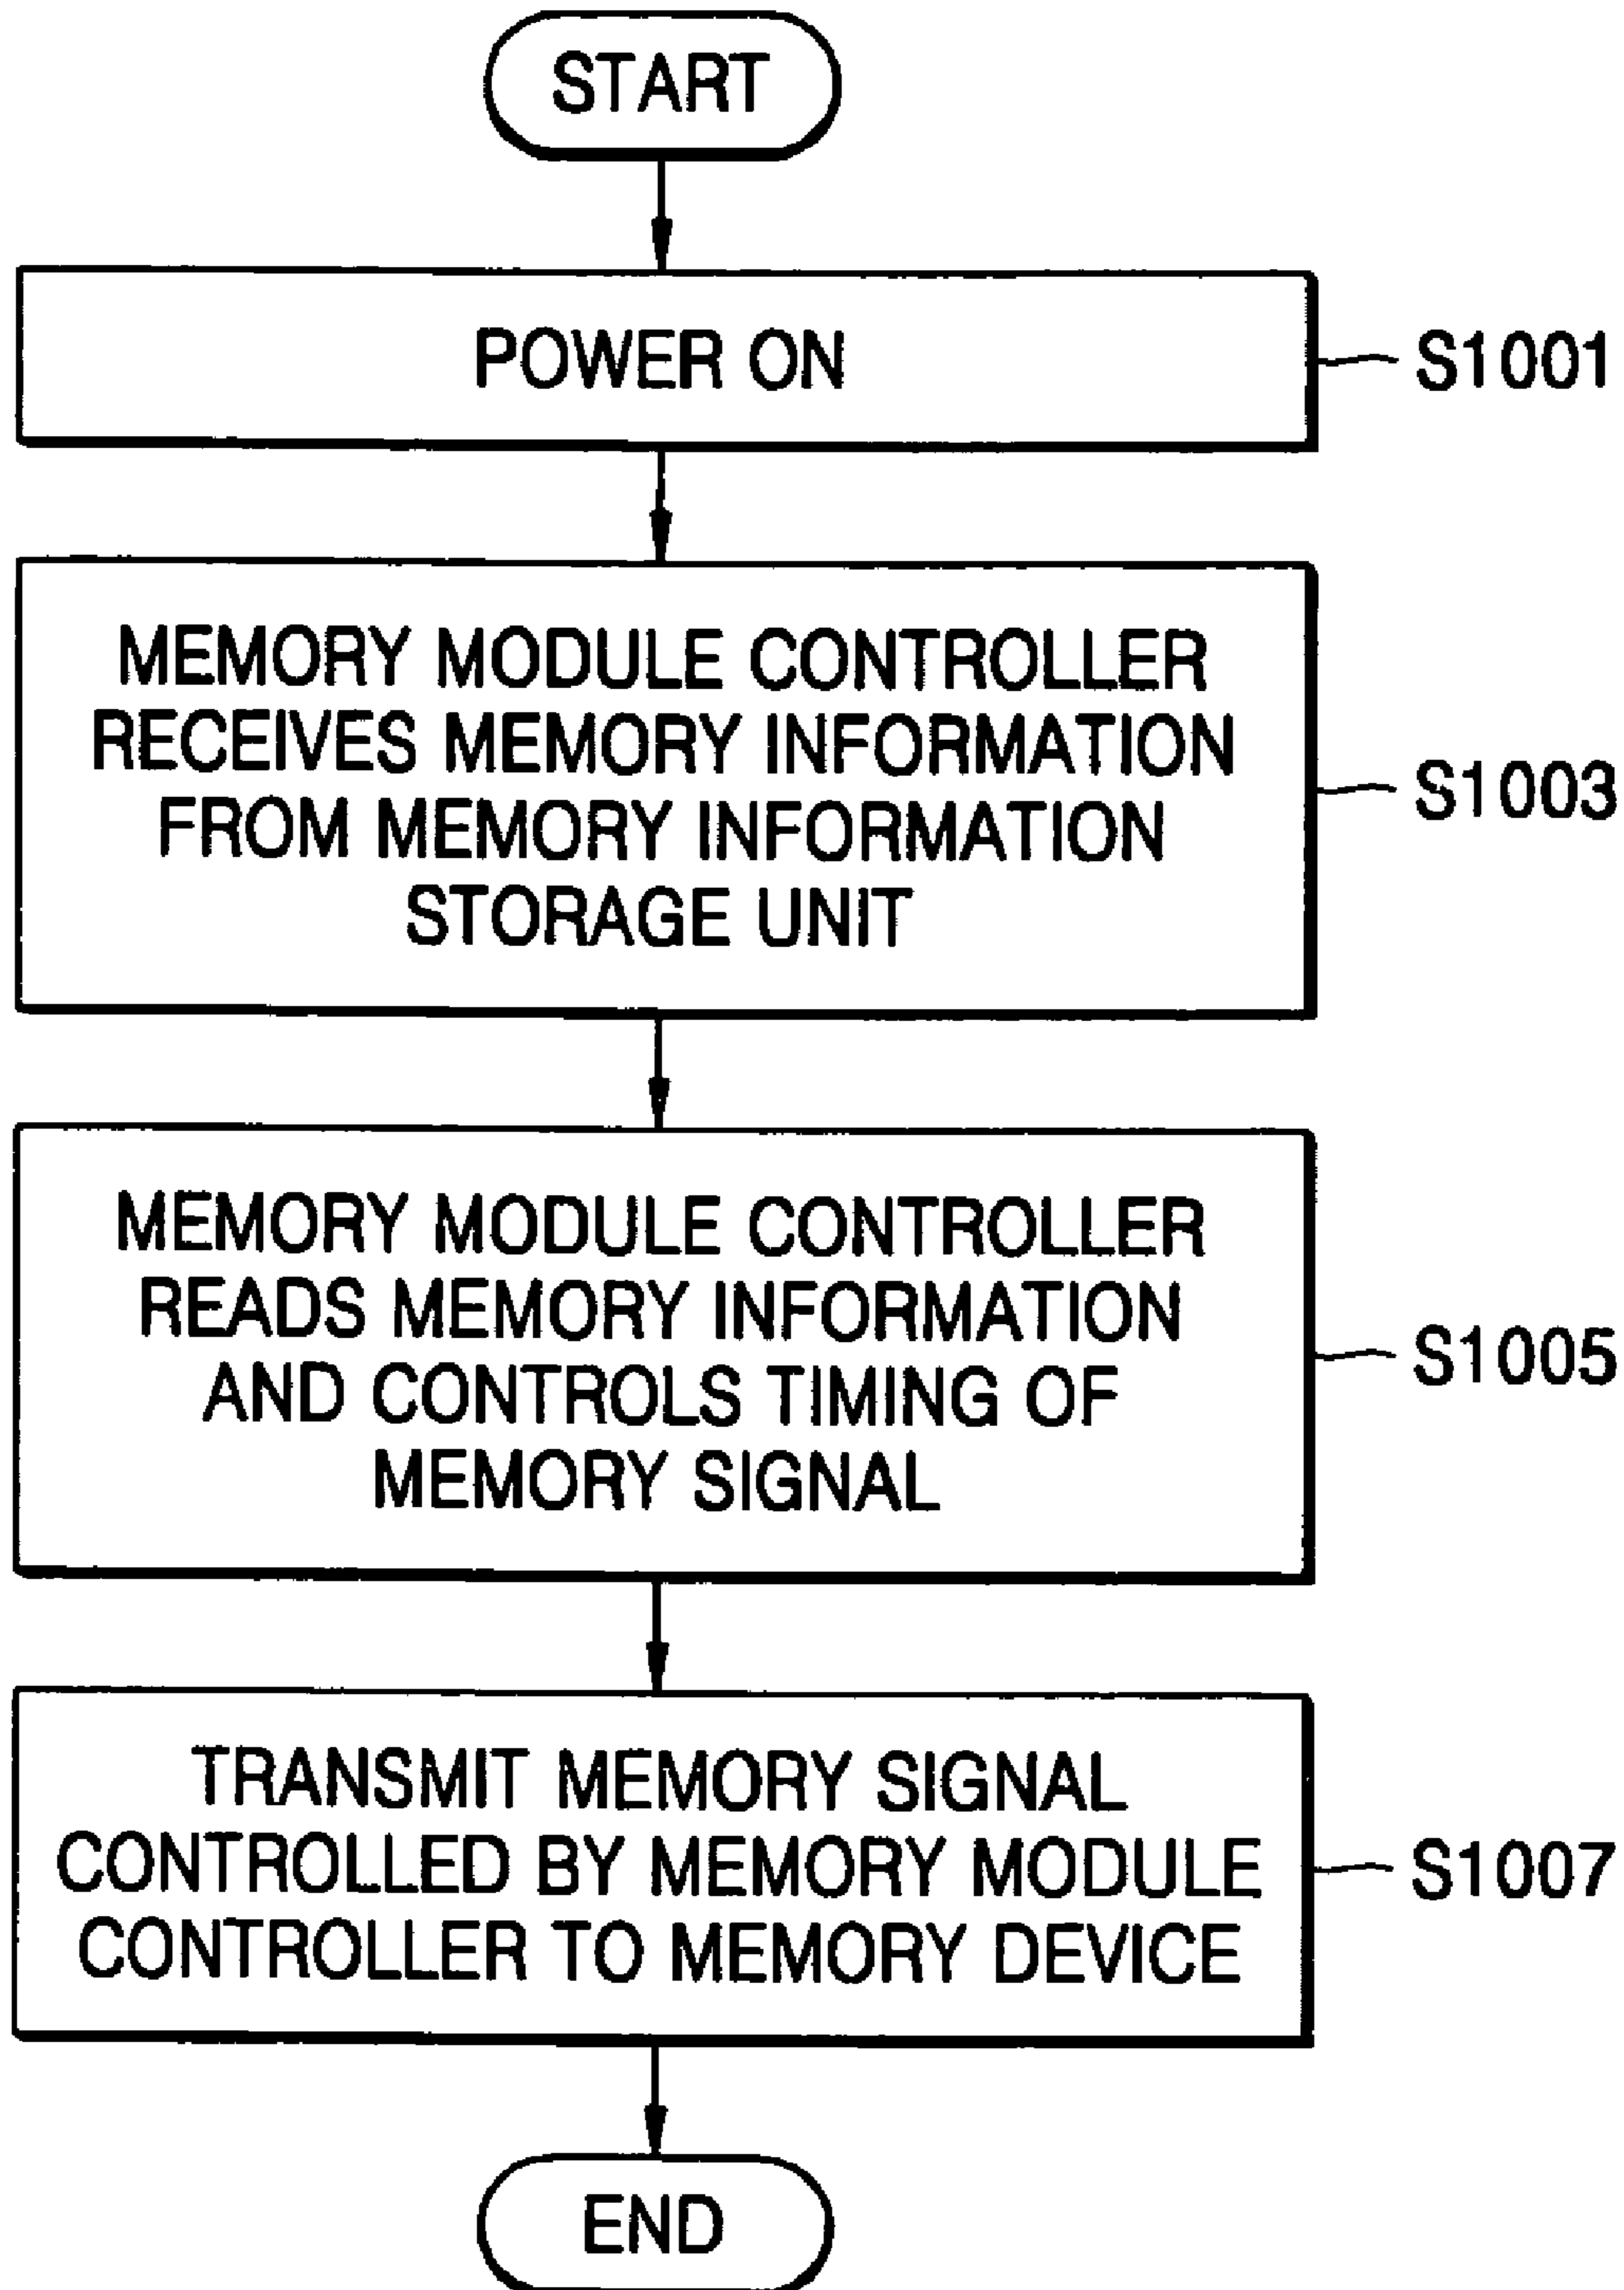 START
POWER ON
S1001
MEMORY MODULE CONTROLLER
RECEIVES MEMORY INFORMATION
FROM MEMORY INFORMATION
STORAGE UNIT
S1003
MEMORY MODULE CONTROLLER
READS MEMORY INFORMATION
AND CONTROLS TIMING OF
MEMORY SIGNAL
S1005
TRANSMIT MEMORY SIGNAL
CONTROLLED BY MEMORY MODULE
CONTROLLER TO MEMORY DEVICE
S1007
END